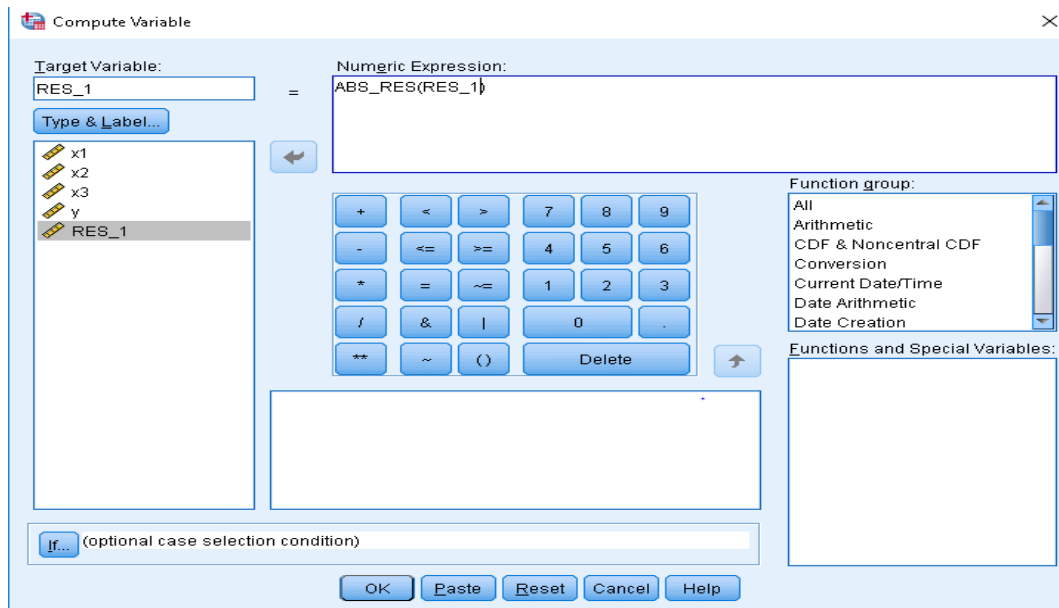 Compute Variable
Target Variable:
RES_1
=
Numeric Expression:
ABS_RES(RES_1)
Type & Label...
x1
x2
x3
y
RES_1
+ < > 7 8 9
- <= >= 4 5 6
* = ~= 1 2 3
/ & | 0 .
** ~ () Delete
Function group:
All
Arithmetic
CDF & Noncentral CDF
Conversion
Current Date/Time
Date Arithmetic
Date Creation
Functions and Special Variables:
If... (optional case selection condition)
OK Paste Reset Cancel Help